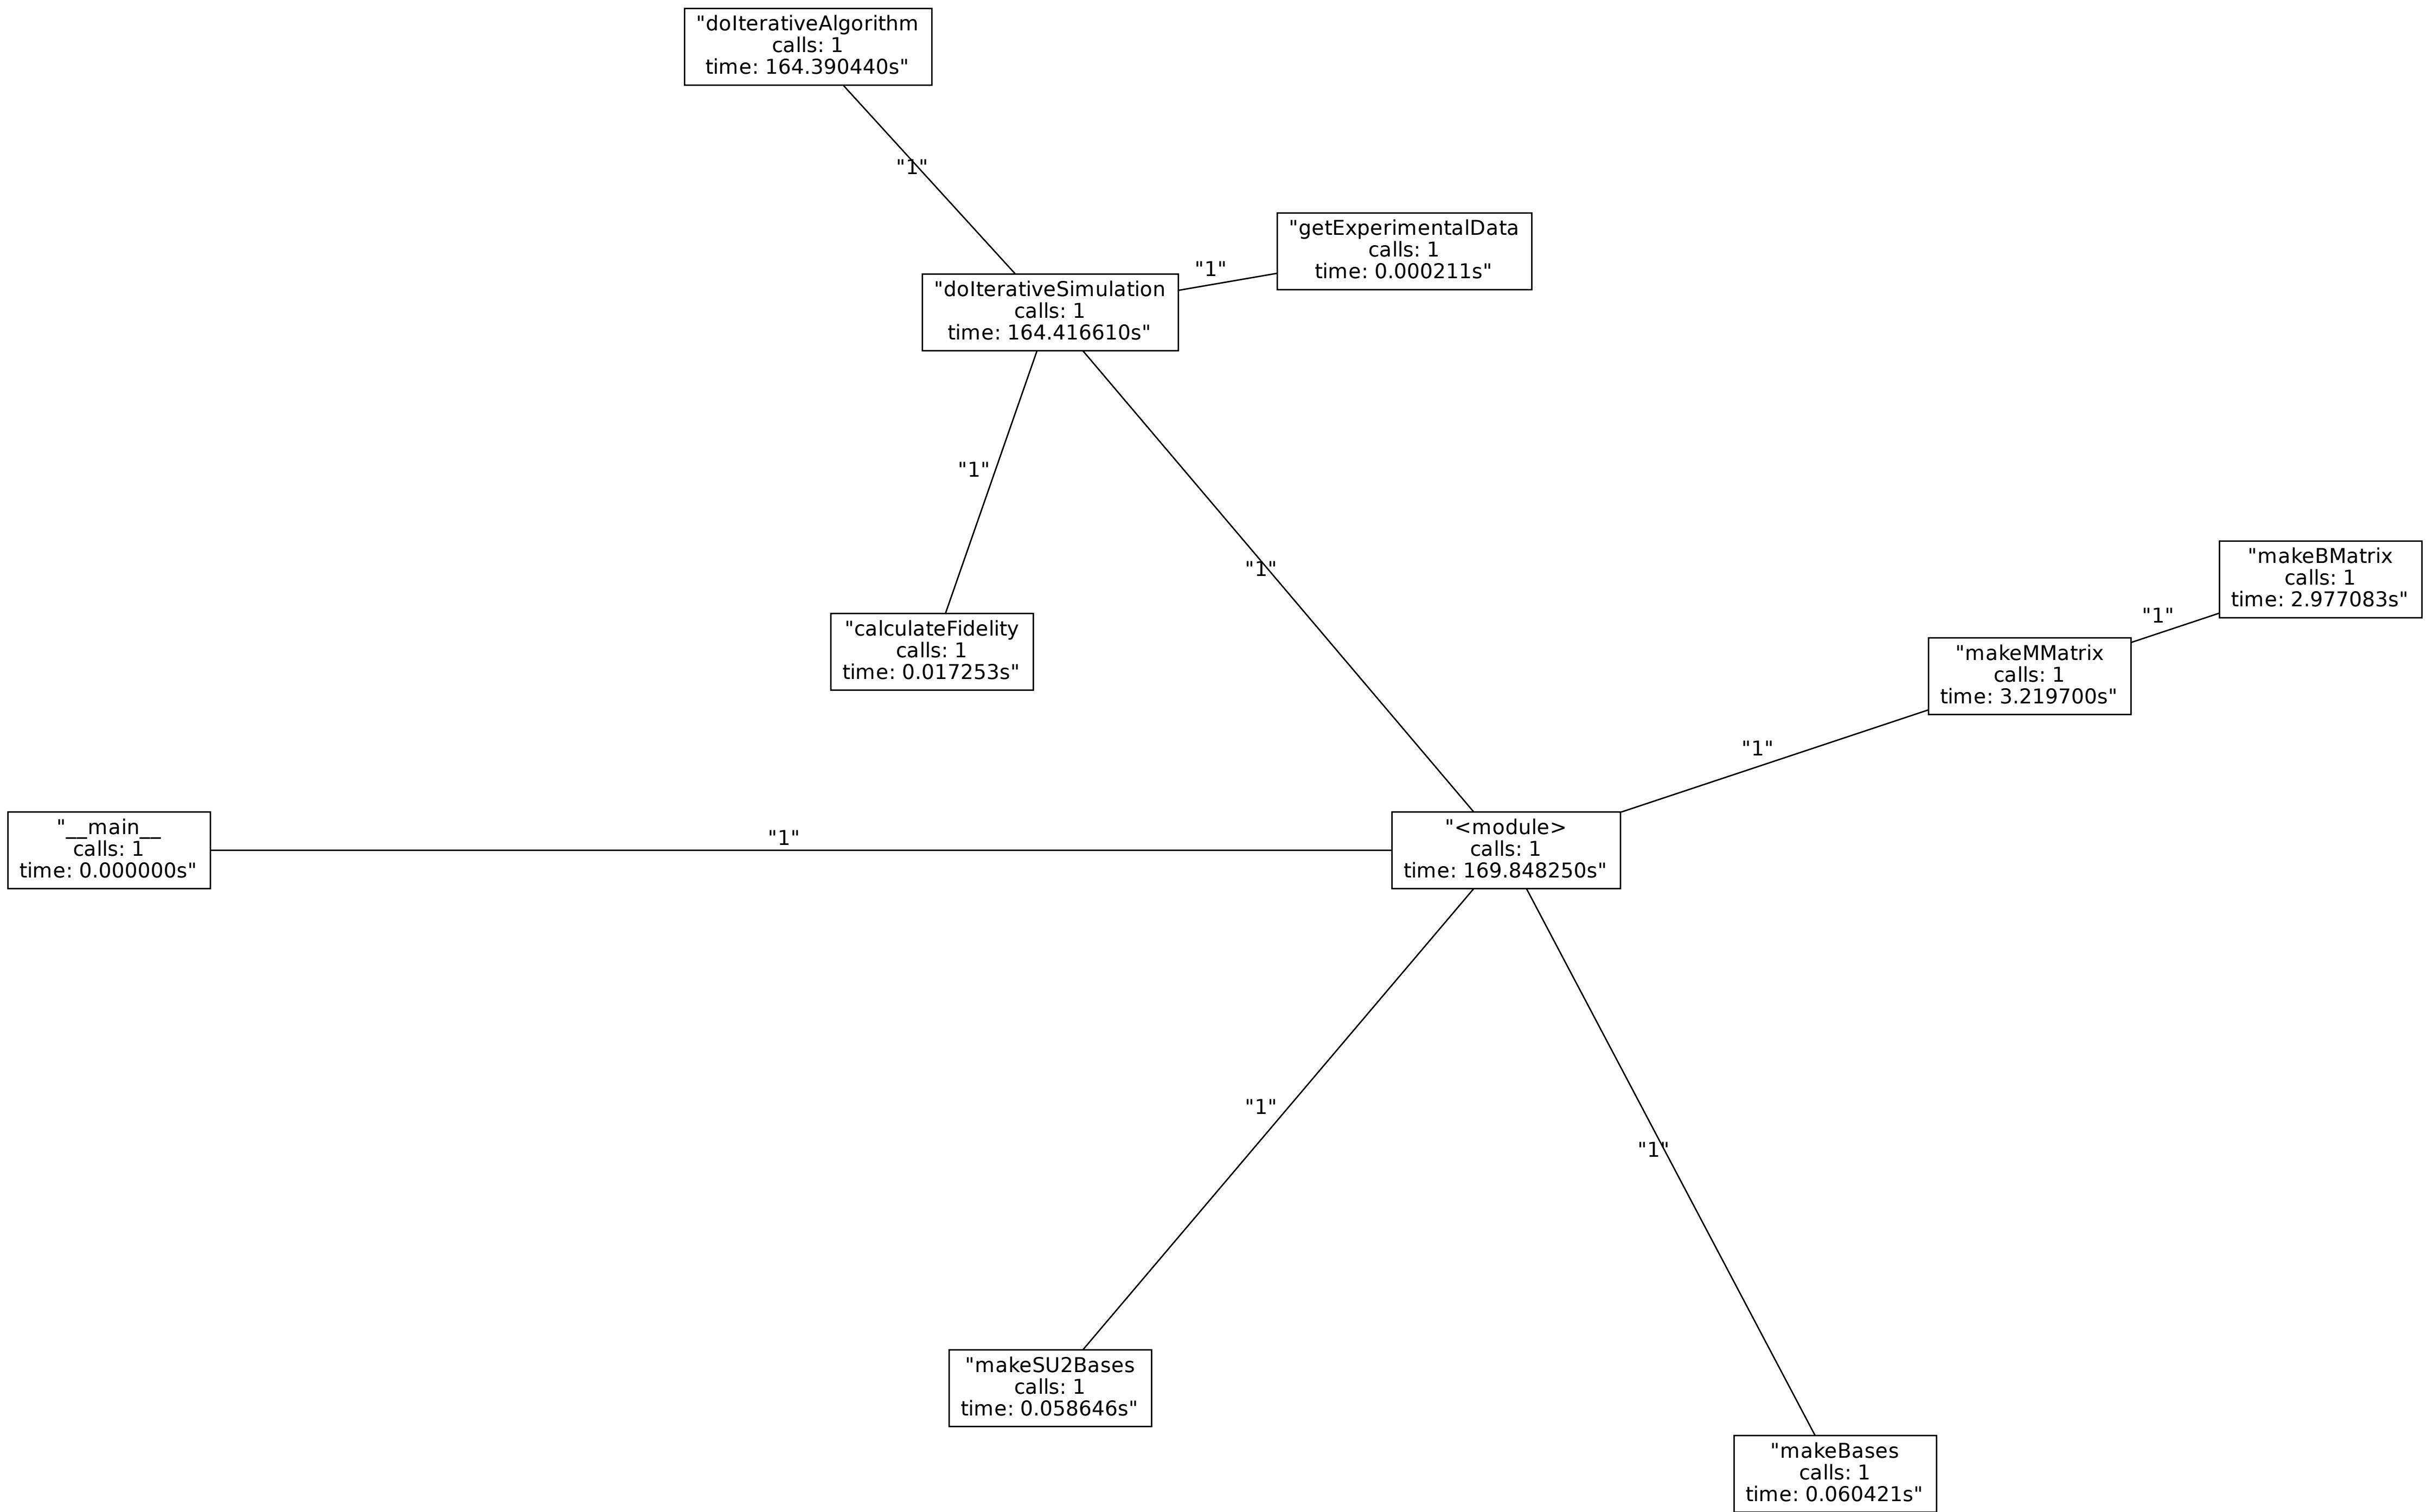 "doIterativeAlgorithm
calls: 1
time: 164.390440s"
"1"
"getExperimentalData
calls: 1
time: 0.000211s"
"1"
"doIterativeSimulation
calls: 1
time: 164.416610s"
"1"
"1"
"makeBMatrix
calls: 1
time: 2.977083s"
"1"
"calculateFidelity
calls: 1
time: 0.017253s"
"makeMMatrix
calls: 1
time: 3.219700s"
"1"
"__main__
calls: 1
time: 0.000000s"
"1"
"<module>
calls: 1
time: 169.848250s"
"1"
"1"
"makeSU2Bases
calls: 1
time: 0.058646s"
"makeBases
calls: 1
time: 0.060421s"